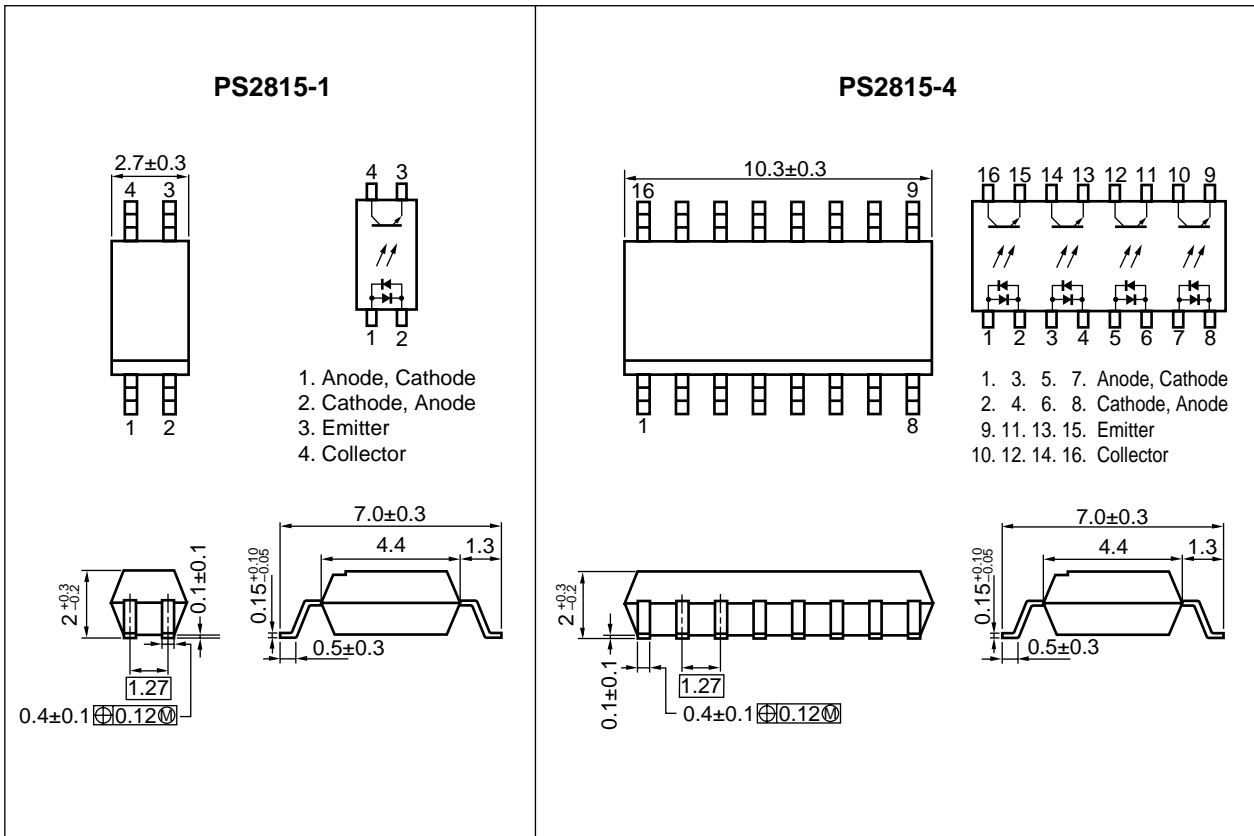 PS2815-1
2.7±0.3
4 3
1 2
4 3
1 2
1. Anode, Cathode
2. Cathode, Anode
3. Emitter
4. Collector
2 +0.3 −0.2
0.1±0.1
1.27
0.4±0.1 ⌖ 0.12 Ⓜ
7.0±0.3
4.4 1.3
0.15 +0.10 −0.05
0.5±0.3
PS2815-4
10.3±0.3
16 9
1 8
16 15 14 13 12 11 10 9
1 2 3 4 5 6 7 8
1. 3. 5. 7. Anode, Cathode
2. 4. 6. 8. Cathode, Anode
9. 11. 13. 15. Emitter
10. 12. 14. 16. Collector
2 +0.3 −0.2
0.1±0.1
1.27
0.4±0.1 ⌖ 0.12 Ⓜ
7.0±0.3
4.4 1.3
0.15 +0.10 −0.05
0.5±0.3